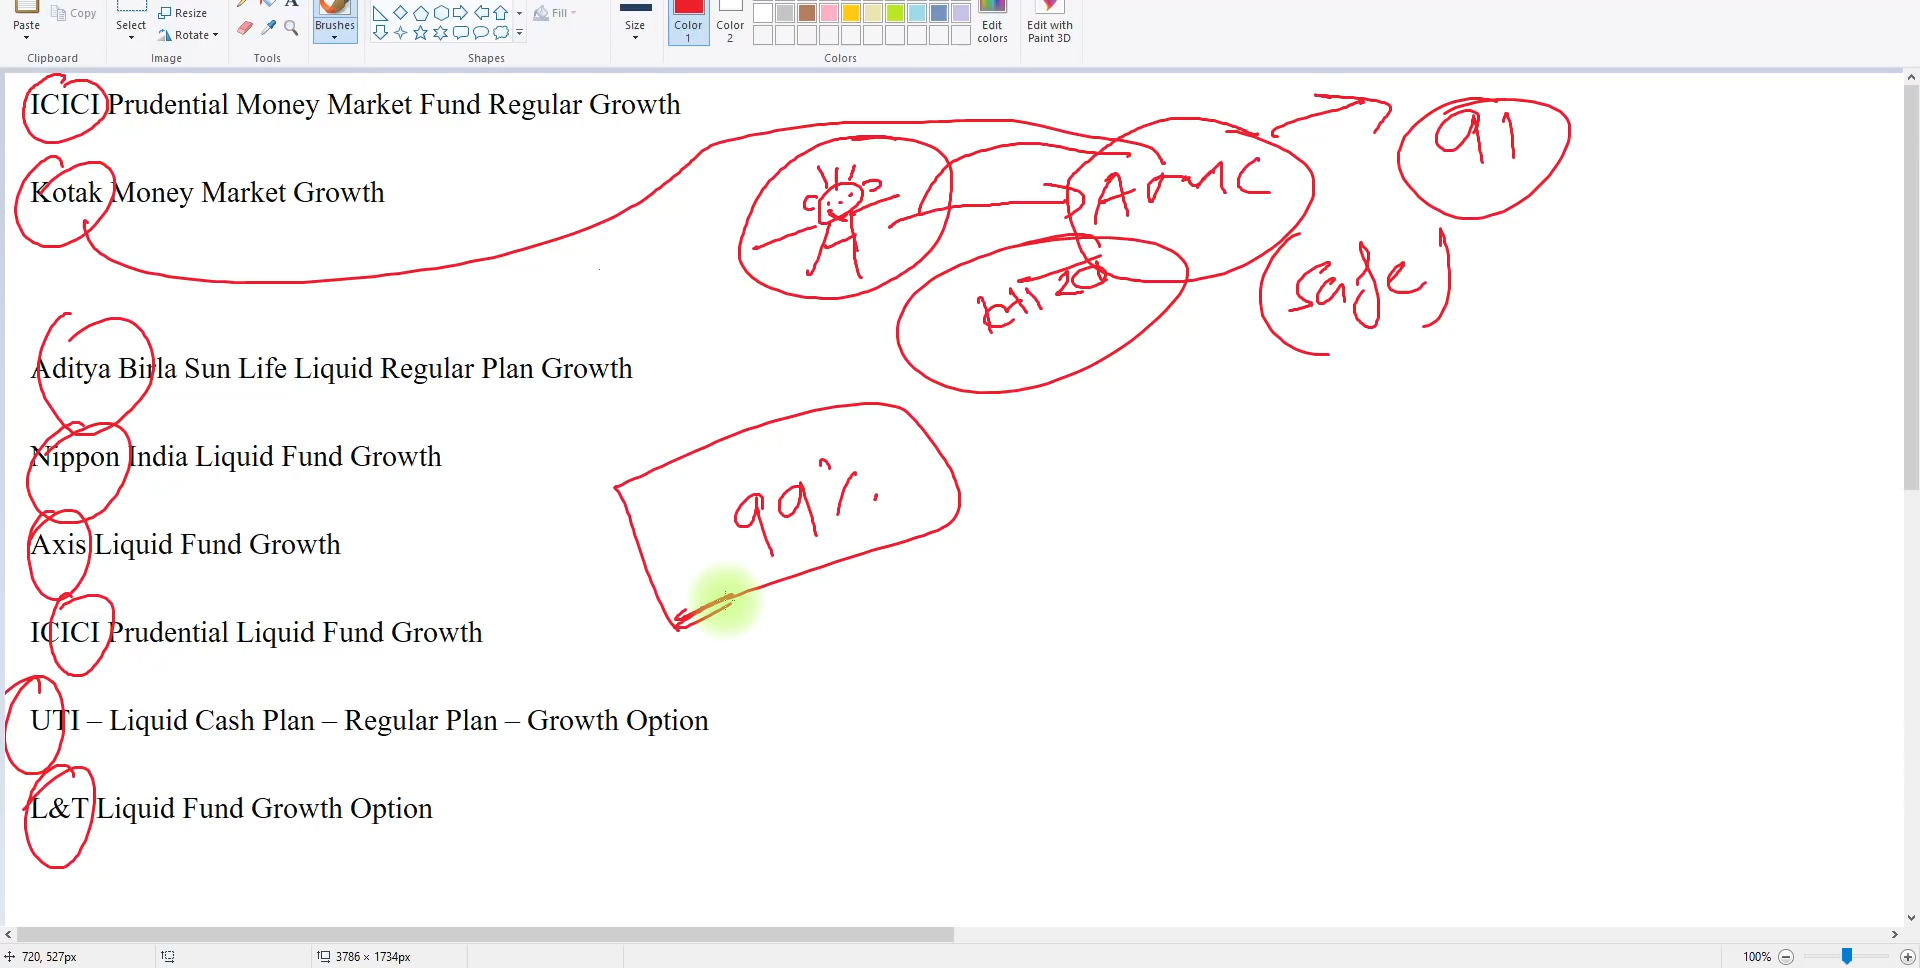 Paste
Copy
Clipboard
Select
Resize
Rotate
Image
Tools
Brushes
Fill
Shapes
Size
Color 1
Color 2
Edit colors
Edit with Paint 3D
Colors
ICICI Prudential Money Market Fund Regular Growth
Kotak Money Market Growth
AMC
91
safe
Aditya Birla Sun Life Liquid Regular Plan Growth
Nippon India Liquid Fund Growth
99%
Axis Liquid Fund Growth
ICICI Prudential Liquid Fund Growth
UTI – Liquid Cash Plan – Regular Plan – Growth Option
L&T Liquid Fund Growth Option
720, 527px
3786 × 1734px
100%